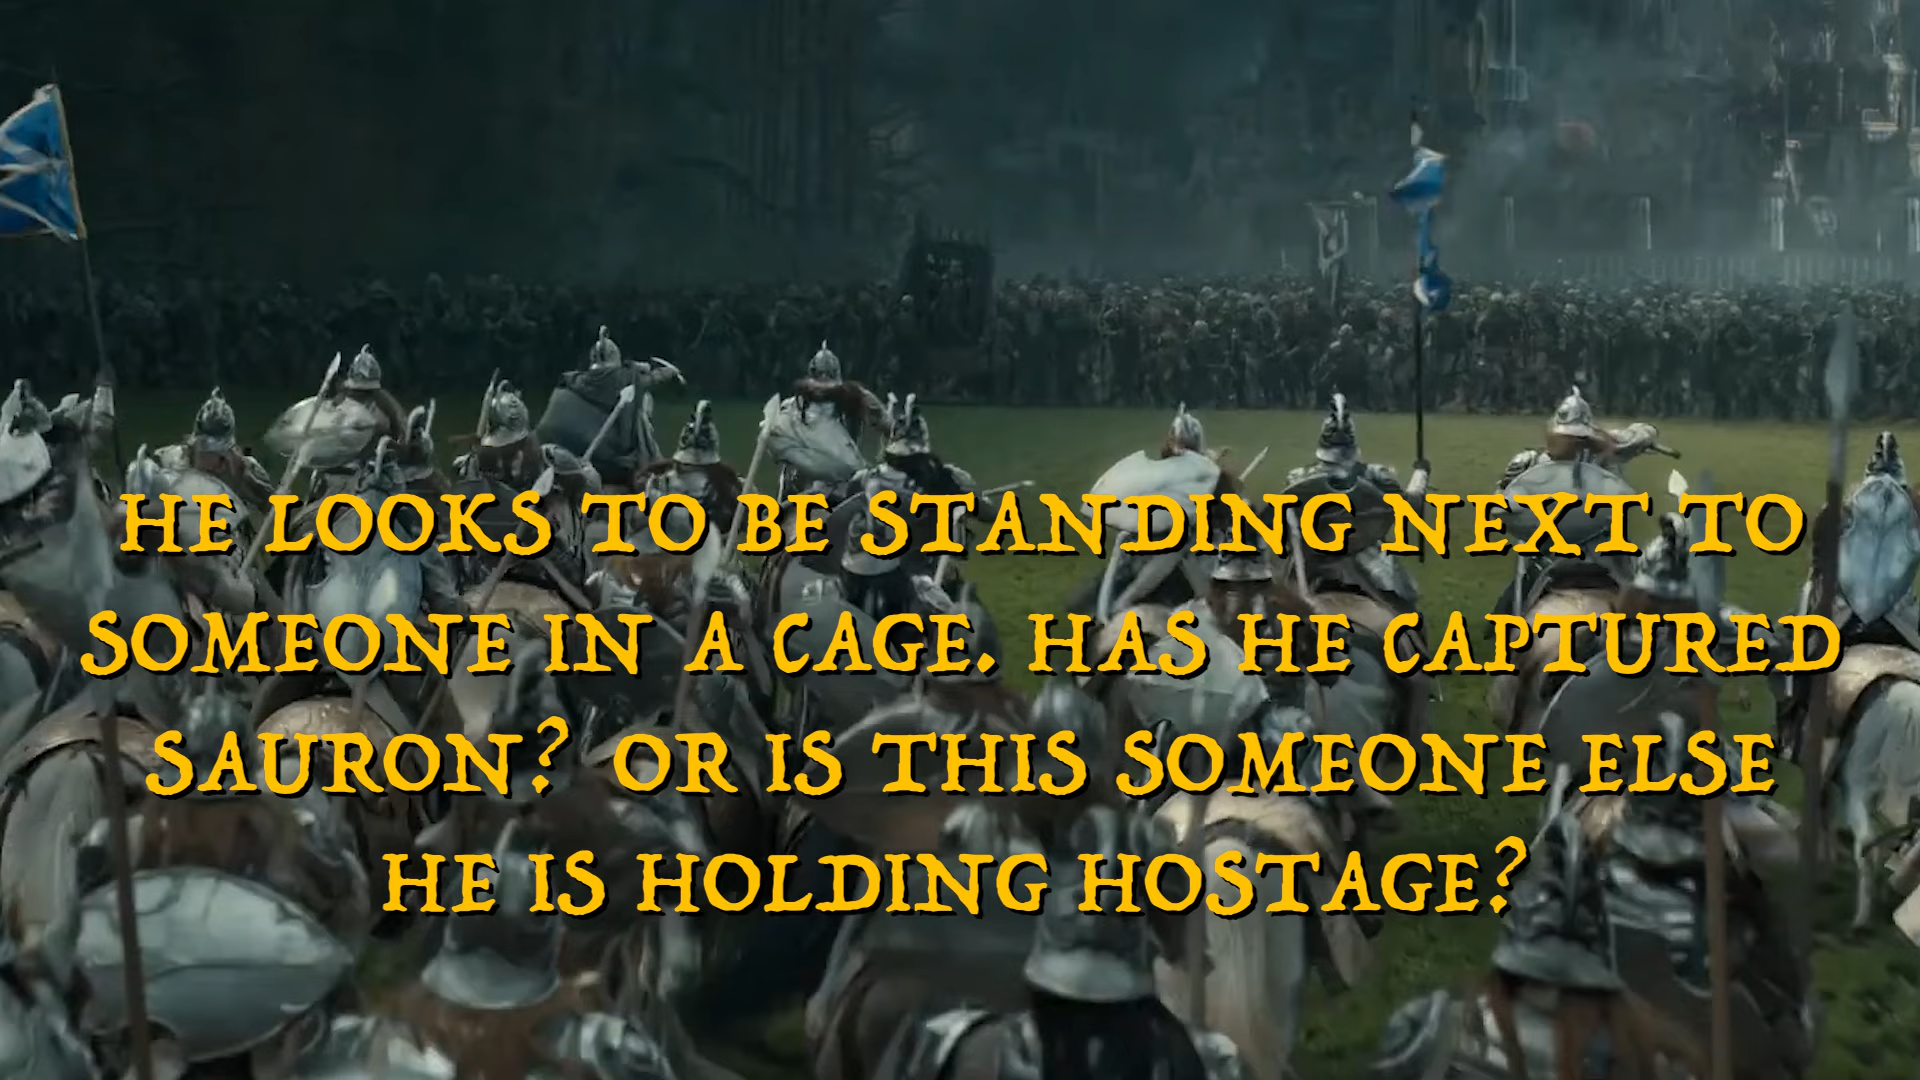 HE LOOKS TO BE STANDING NEXT TO
SOMEONE IN A CAGE. HAS HE CAPTURED
SAURON? OR IS THIS SOMEONE ELSE
HE IS HOLDING HOSTAGE?